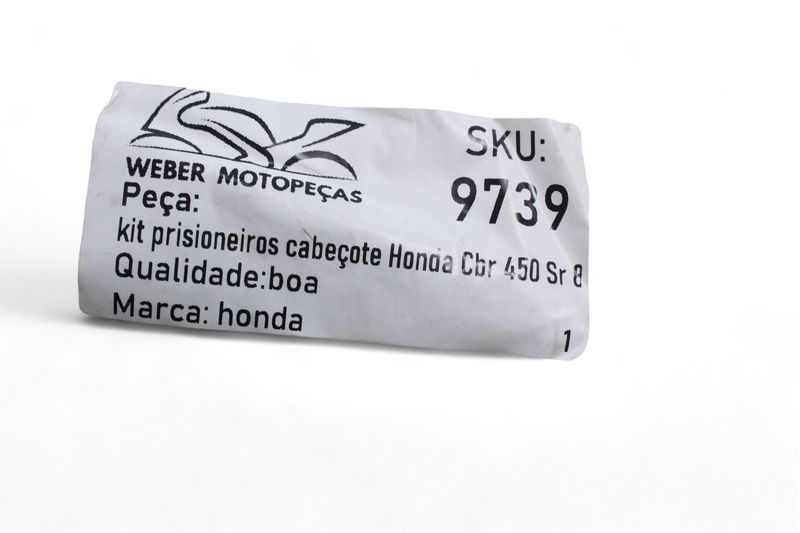 WEBER MOTOPEÇAS
SKU:
9739
Peça:
kit prisioneiros cabeçote Honda Cbr 450 Sr 8
Qualidade:boa
Marca: honda
1